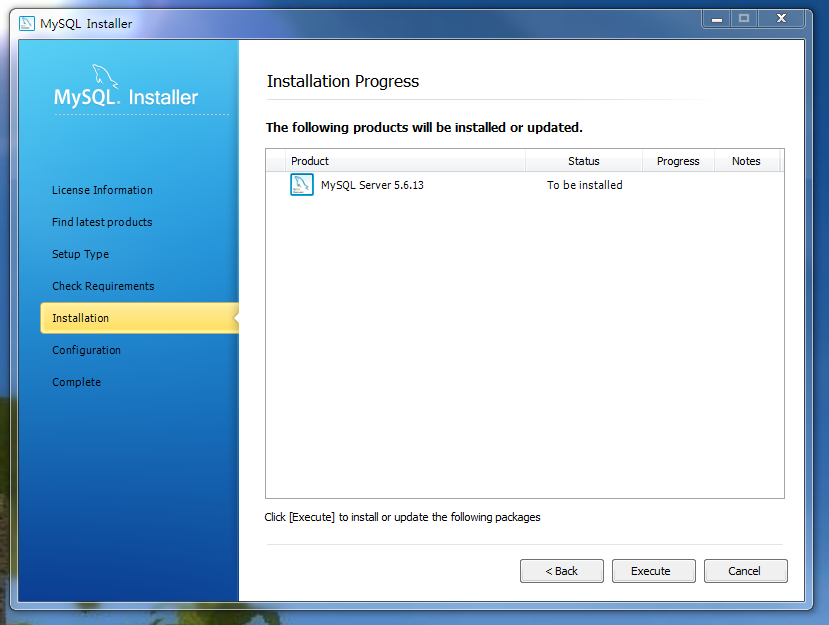 MySQL Installer
MySQL. Installer
License Information
Find latest products
Setup Type
Check Requirements
Installation
Configuration
Complete
Installation Progress
The following products will be installed or updated.
Product Status Progress Notes
MySQL Server 5.6.13 To be installed
Click [Execute] to install or update the following packages
< Back Execute Cancel